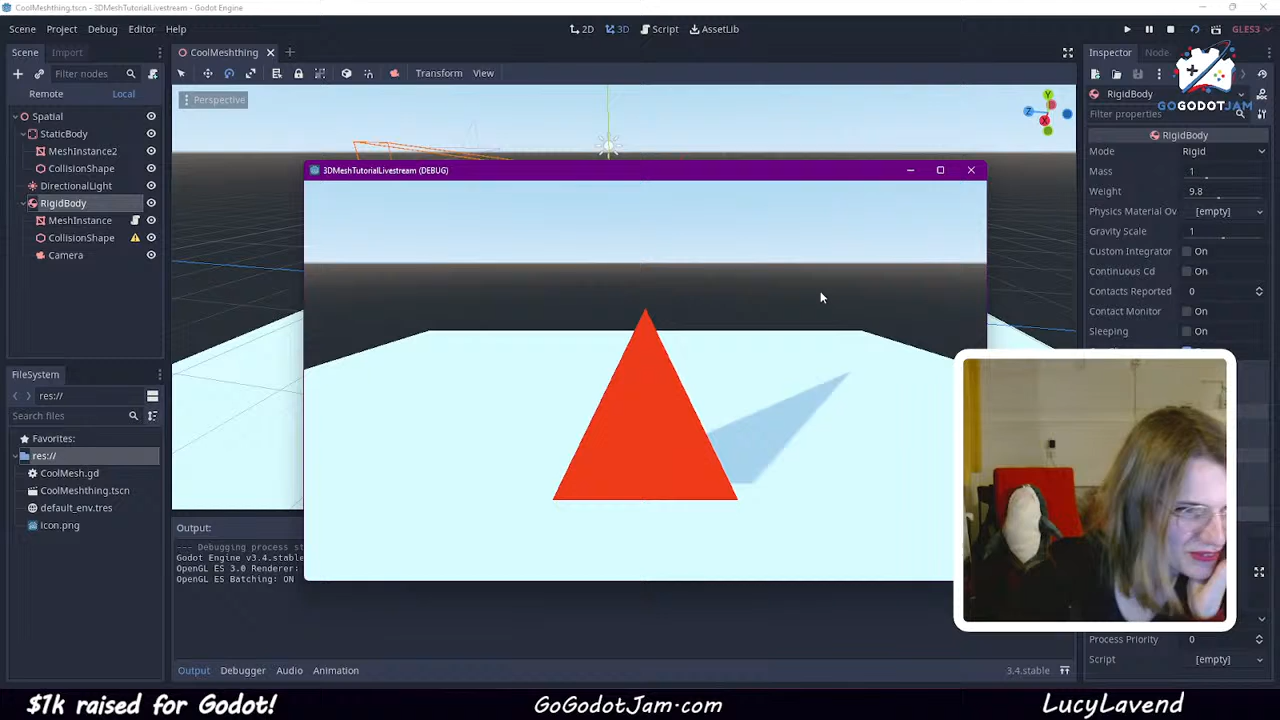 CoolMeshthing.tscn - 3DMeshTutorialLivestream - Godot Engine
Scene Project Debug Editor Help
2D 3D Script AssetLib
GLES3
Scene Import
CoolMeshthing
Inspector Node
Filter nodes
Transform View
Remote Local
Perspective
Y
Z
X
GOGODOTJAM
RigidBody
Filter properties
Spatial
StaticBody
MeshInstance2
CollisionShape
DirectionalLight
RigidBody
MeshInstance
CollisionShape
Camera
3DMeshTutorialLivestream (DEBUG)
RigidBody
Mode Rigid
Mass 1
Weight 9.8
Physics Material Ov [empty]
Gravity Scale 1
Custom Integrator On
Continuous Cd On
Contacts Reported 0
Contact Monitor On
Sleeping On
FileSystem
res://
Search files
Favorites:
res://
CoolMesh.gd
CoolMeshthing.tscn
default_env.tres
icon.png
Output:
--- Debugging process st
Godot Engine v3.4.stable
OpenGL ES 3.0 Renderer:
OpenGL ES Batching: ON
Process Priority 0
Script [empty]
Output Debugger Audio Animation
3.4.stable
$1k raised for Godot!
GoGodotJam.com
LucyLavend